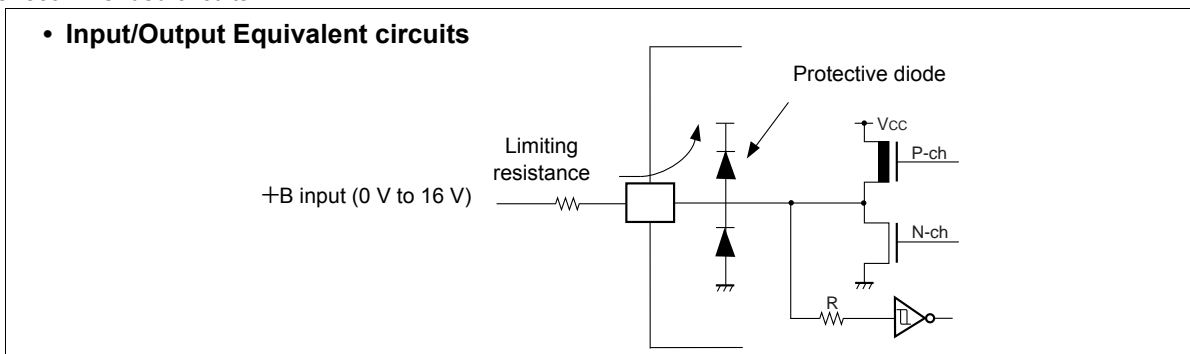 • Input/Output Equivalent circuits
Protective diode
Limiting
resistance
+B input (0 V to 16 V)
Vcc
P-ch
N-ch
R